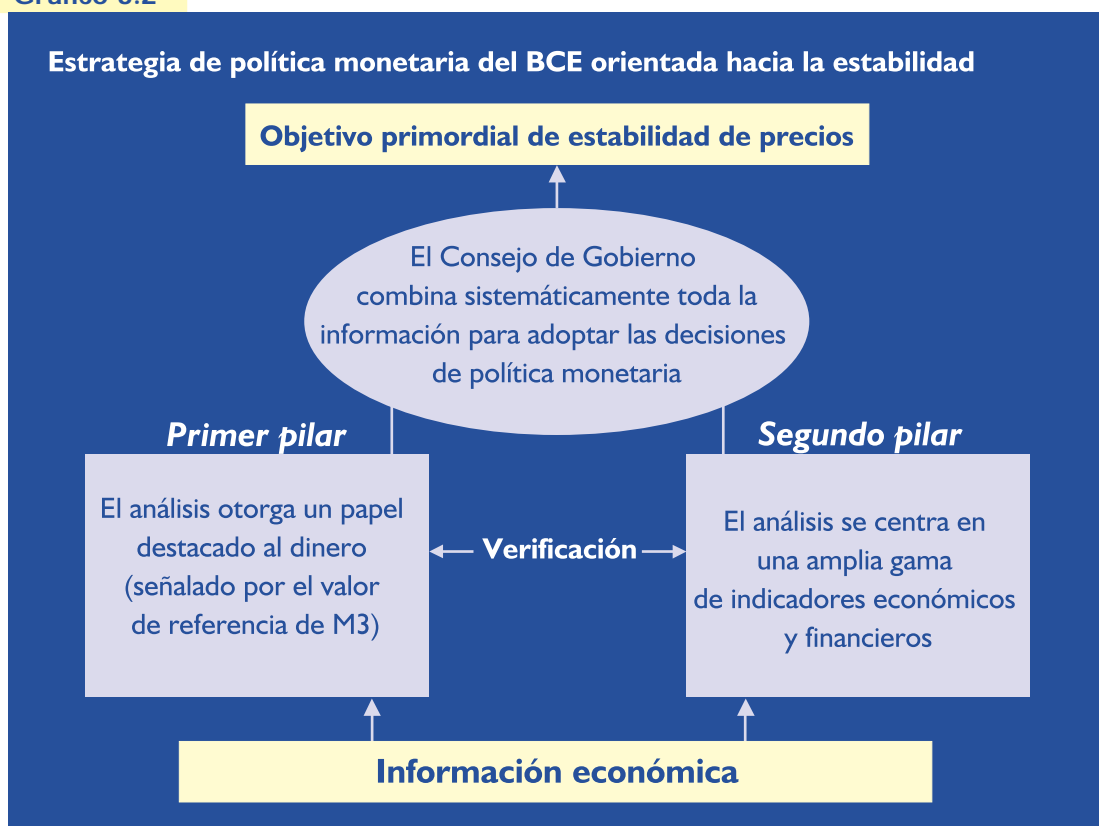 Estrategia de política monetaria del BCE orientada hacia la estabilidad
Objetivo primordial de estabilidad de precios
El Consejo de Gobierno
combina sistemáticamente toda la
información para adoptar las decisiones
de política monetaria
Primer pilar
Segundo pilar
El análisis otorga un papel
destacado al dinero
(señalado por el valor
de referencia de M3)
Verificación
El análisis se centra en
una amplia gama
de indicadores económicos
y financieros
Información económica